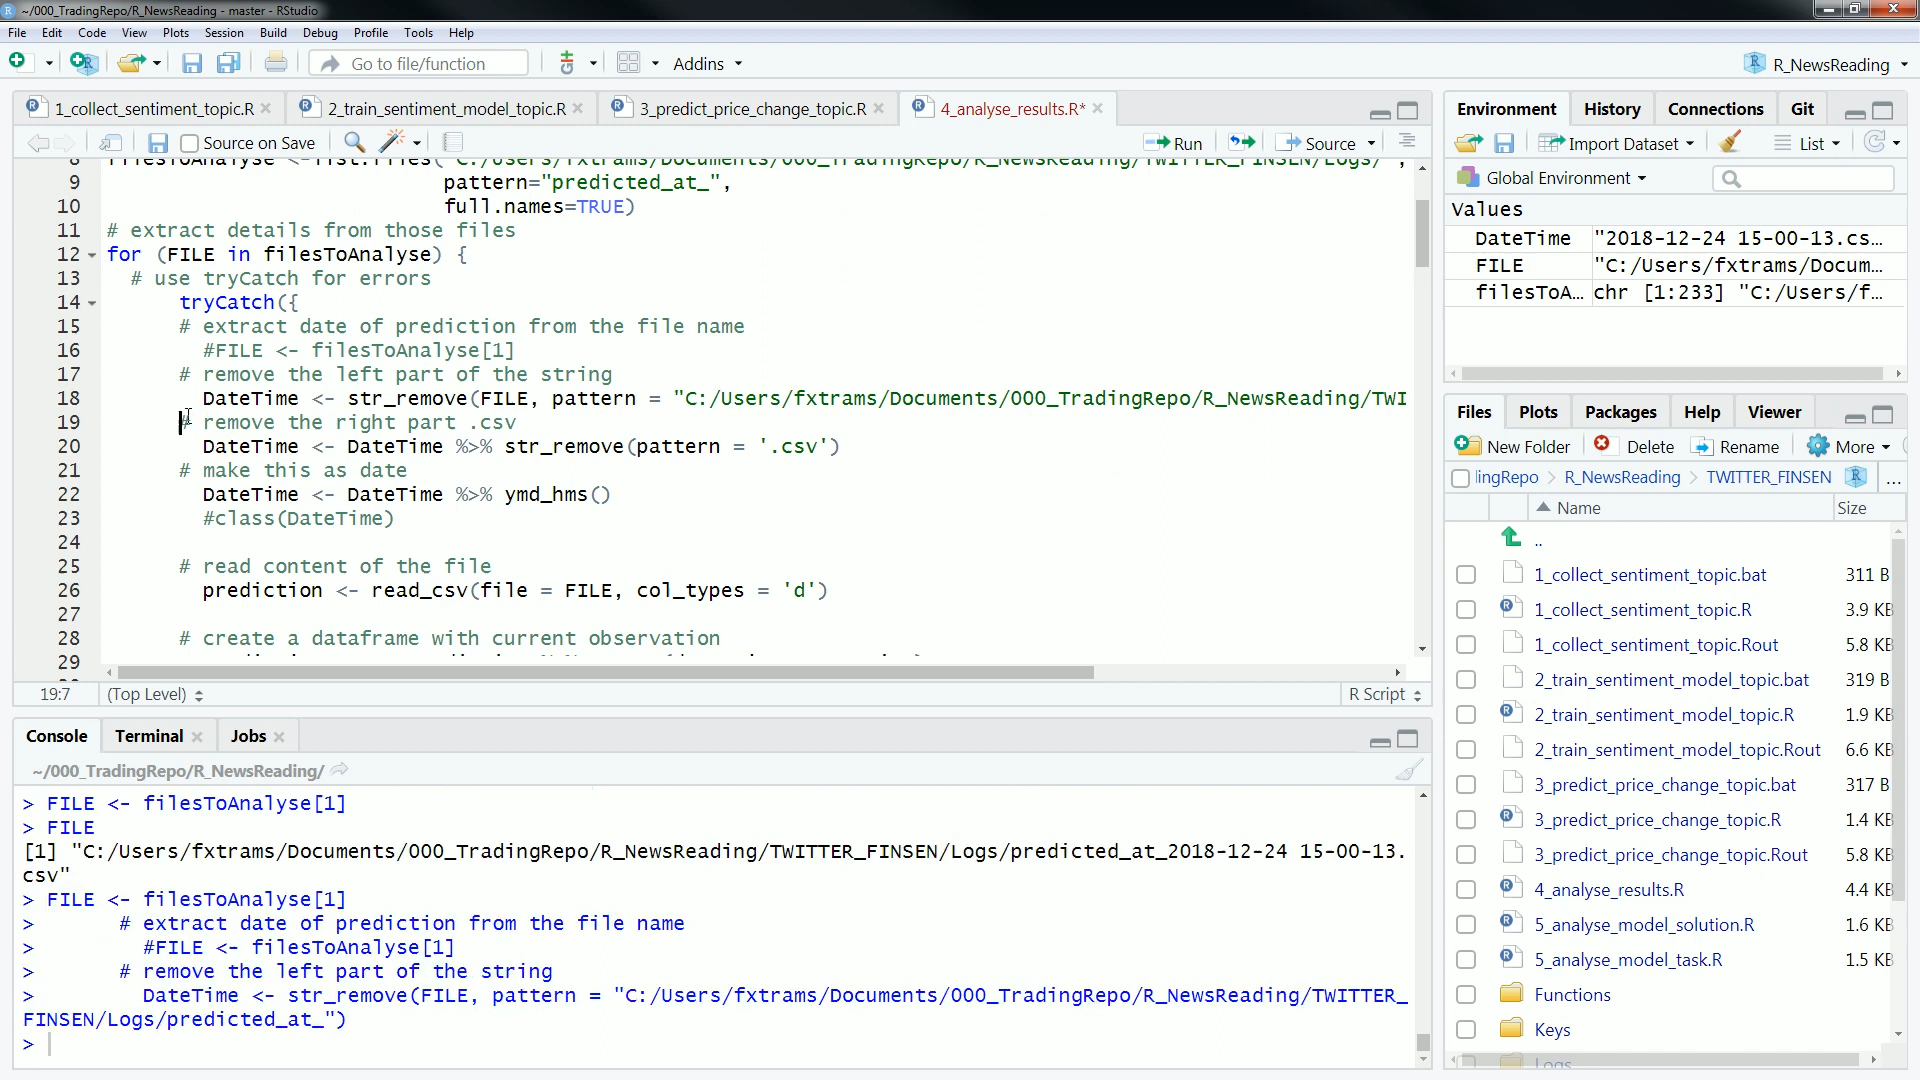 ~/000_TradingRepo/R_NewsReading - master - RStudio
File Edit Code View Plots Session Build Debug Profile Tools Help
Go to file/function Addins R_NewsReading
1_collect_sentiment_topic.R 2_train_sentiment_model_topic.R 3_predict_price_change_topic.R 4_analyse_results.R*
Source on Save Run Source
8 filesToAnalyse <-list.files("C:/Users/fxtrams/Documents/000_TradingRepo/R_NewsReading/TWITTER_FINSEN/Logs/",
9 pattern="predicted_at_",
10 full.names=TRUE)
11 # extract details from those files
12 for (FILE in filesToAnalyse) {
13 # use tryCatch for errors
14 tryCatch({
15 # extract date of prediction from the file name
16 #FILE <- filesToAnalyse[1]
17 # remove the left part of the string
18 DateTime <- str_remove(FILE, pattern = "C:/Users/fxtrams/Documents/000_TradingRepo/R_NewsReading/TWI
19 # remove the right part .csv
20 DateTime <- DateTime %>% str_remove(pattern = '.csv')
21 # make this as date
22 DateTime <- DateTime %>% ymd_hms()
23 #class(DateTime)
24
25 # read content of the file
26 prediction <- read_csv(file = FILE, col_types = 'd')
27
28 # create a dataframe with current observation
29
19:7 (Top Level) R Script
Console Terminal Jobs
~/000_TradingRepo/R_NewsReading/
> FILE <- filesToAnalyse[1]
> FILE
[1] "C:/Users/fxtrams/Documents/000_TradingRepo/R_NewsReading/TWITTER_FINSEN/Logs/predicted_at_2018-12-24 15-00-13.
csv"
> FILE <- filesToAnalyse[1]
> # extract date of prediction from the file name
> #FILE <- filesToAnalyse[1]
> # remove the left part of the string
> DateTime <- str_remove(FILE, pattern = "C:/Users/fxtrams/Documents/000_TradingRepo/R_NewsReading/TWITTER_
FINSEN/Logs/predicted_at_")
>
Environment History Connections Git
Import Dataset List
Global Environment
Values
DateTime "2018-12-24 15-00-13.cs…
FILE "C:/Users/fxtrams/Docum…
filesToA… chr [1:233] "C:/Users/f…
Files Plots Packages Help Viewer
New Folder Delete Rename More
lingRepo > R_NewsReading > TWITTER_FINSEN ...
Name Size
..
1_collect_sentiment_topic.bat 311 B
1_collect_sentiment_topic.R 3.9 KB
1_collect_sentiment_topic.Rout 5.8 KB
2_train_sentiment_model_topic.bat 319 B
2_train_sentiment_model_topic.R 1.9 KB
2_train_sentiment_model_topic.Rout 6.6 KB
3_predict_price_change_topic.bat 317 B
3_predict_price_change_topic.R 1.4 KB
3_predict_price_change_topic.Rout 5.8 KB
4_analyse_results.R 4.4 KB
5_analyse_model_solution.R 1.6 KB
5_analyse_model_task.R 1.5 KB
Functions
Keys
Logs